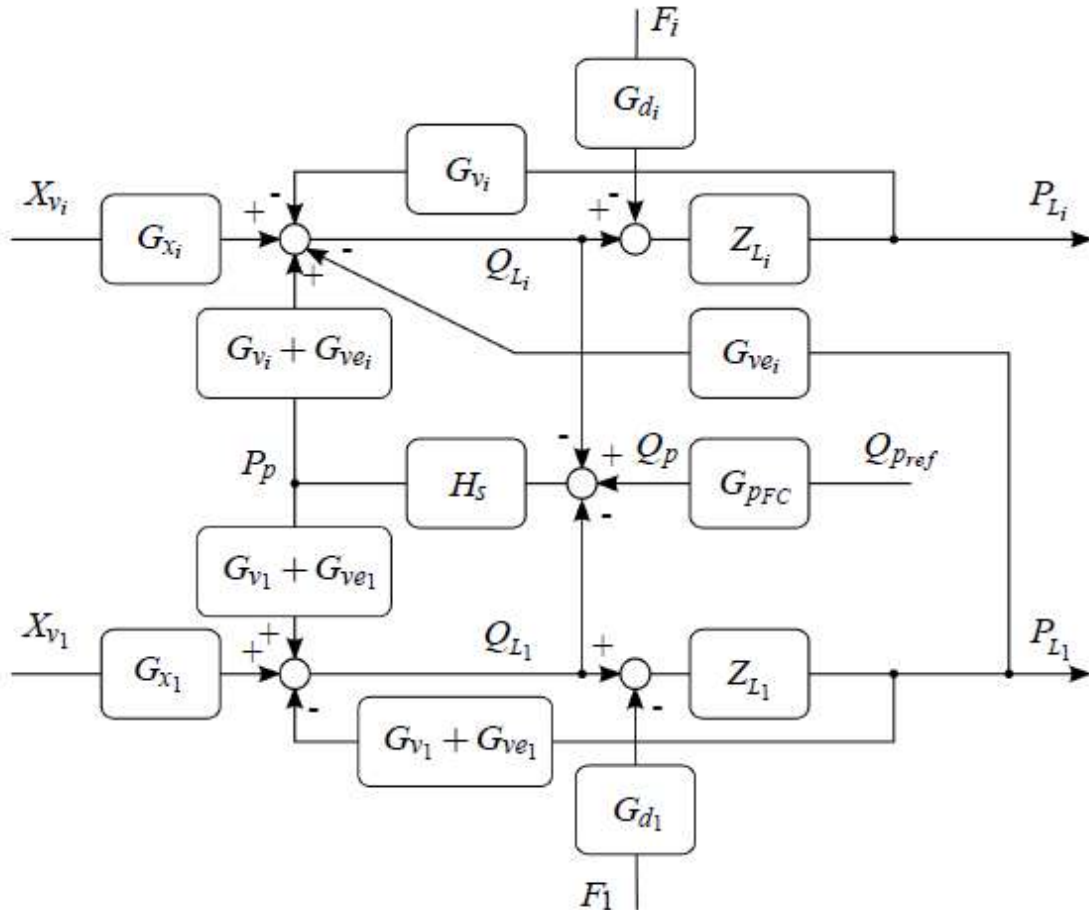 F_i
G_{d_i}
G_{v_i}
X_{v_i}
-
+
+ -
P_{L_i}
G_{x_i}
-
+
Q_{L_i}
Z_{L_i}
G_{v_i} + G_{ve_i}
G_{ve_i}
P_p
-
+
Q_p
Q_{p_{ref}}
H_s
G_{p_{FC}}
-
G_{v_1} + G_{ve_1}
X_{v_1}
+
+
Q_{L_1}
+
P_{L_1}
G_{x_1}
Z_{L_1}
-
-
G_{v_1} + G_{ve_1}
G_{d_1}
F_1